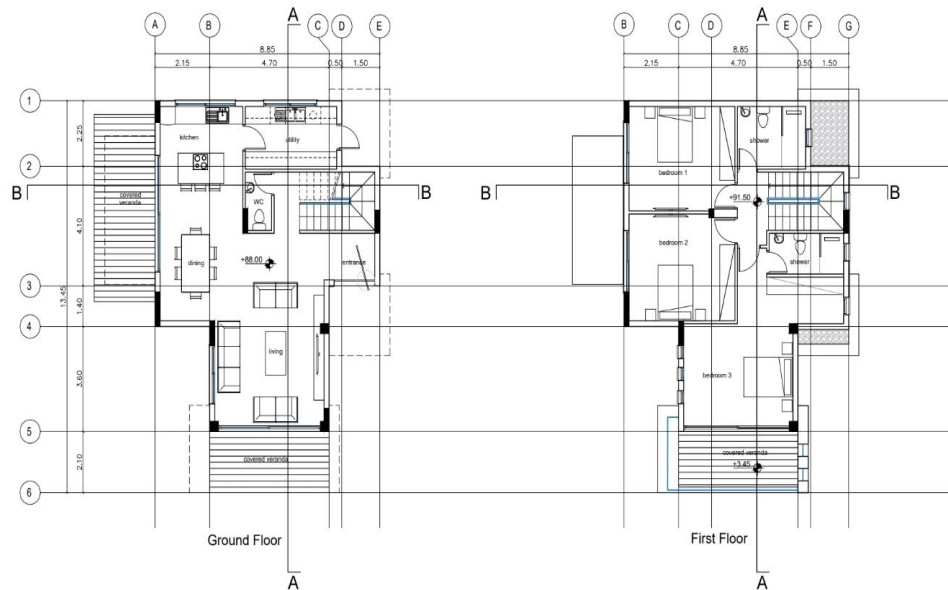 A
A B C D E
8.85
2.15 4.70 0.50 1.50
1
2
3
4
5
6
2.25
4.10
1.40
3.60
2.10
13.45
B B
kitchen
utility
covered
veranda
WC
dining
+88.00
entrance
living
covered veranda
Ground Floor
A
A
B C D E F G
8.85
2.15 4.70 0.50 1.50
B B
shower
bedroom 1
+91.50
bedroom 2
shower
bedroom 3
covered veranda
+3.45
First Floor
A